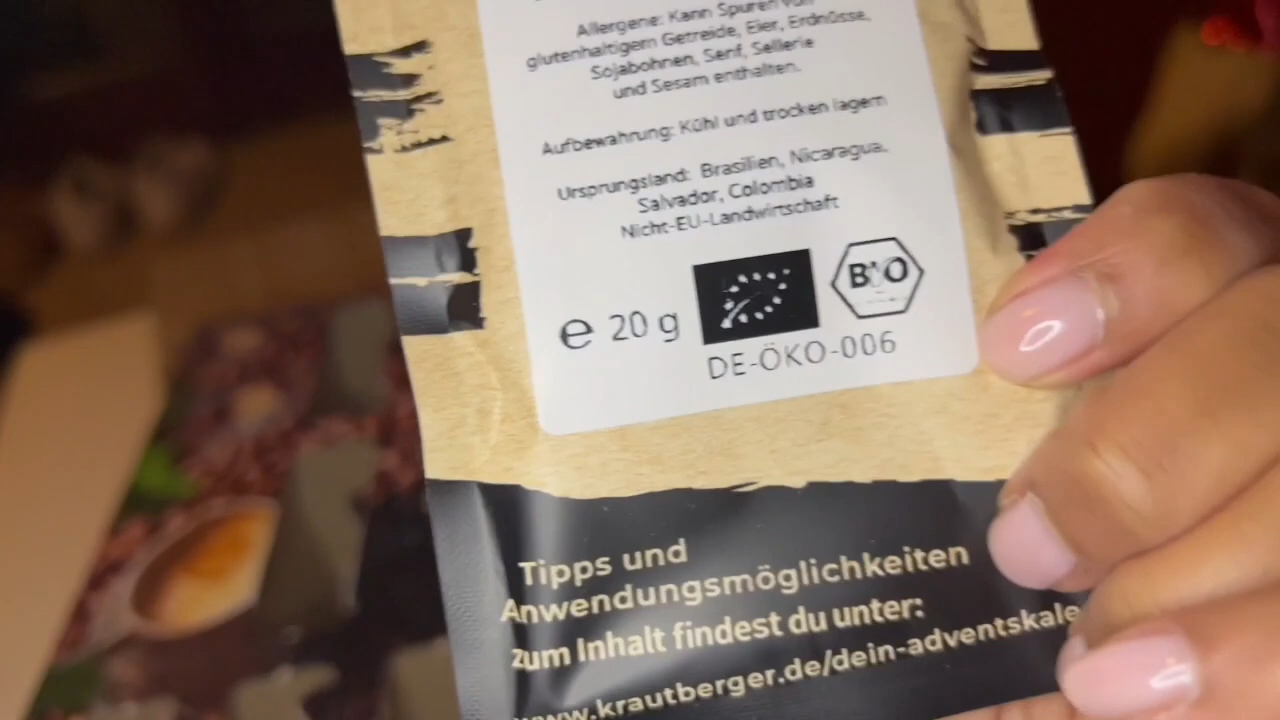 Allergene: Kann Spuren von
glutenhaltigem Getreide, Eier, Erdnüsse,
Sojabohnen, Senf, Sellerie
und Sesam enthalten.
Aufbewahrung: Kühl und trocken lagern
Ursprungsland: Brasilien, Nicaragua,
Salvador, Colombia
Nicht-EU-Landwirtschaft
℮ 20 g
BIO
DE-ÖKO-006
Tipps und
Anwendungsmöglichkeiten
zum Inhalt findest du unter:
www.krautberger.de/dein-adventskale